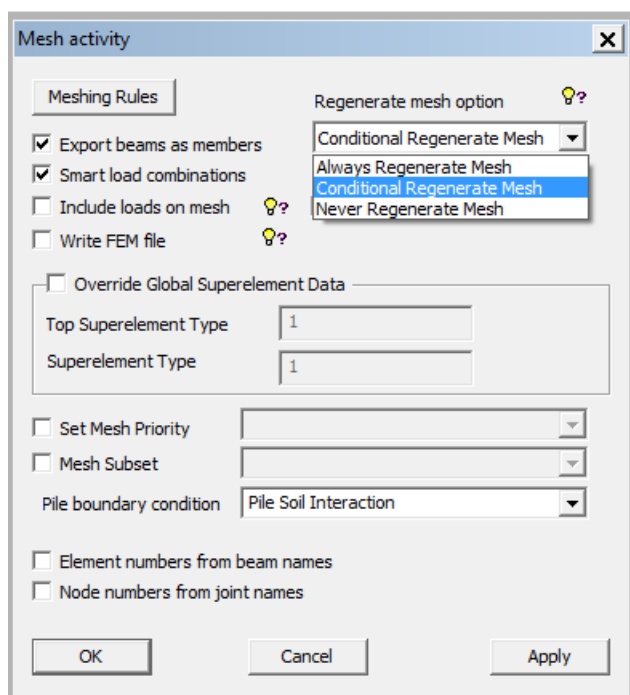 Mesh activity
Meshing Rules
Regenerate mesh option
?
Export beams as members
Conditional Regenerate Mesh
Smart load combinations
Always Regenerate Mesh
Conditional Regenerate Mesh
Include loads on mesh
?
Never Regenerate Mesh
Write FEM file
?
Override Global Superelement Data
Top Superelement Type
1
Superelement Type
1
Set Mesh Priority
Mesh Subset
Pile boundary condition
Pile Soil Interaction
Element numbers from beam names
Node numbers from joint names
OK
Cancel
Apply